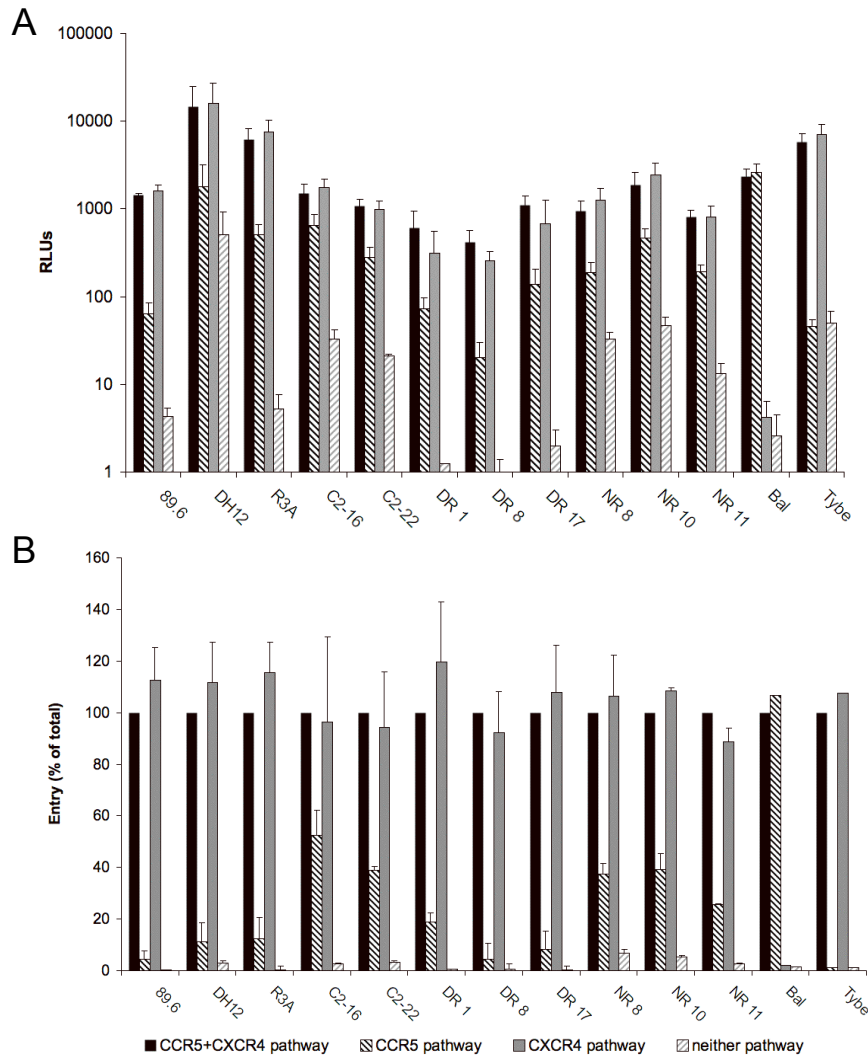 A
100000
10000
1000
100
10
1
RLUs
89.6
DH12
R3A
C2-16
C2-22
DR 1
DR 8
DR 17
NR 8
NR 10
NR 11
Bal
Tybe
B
160
140
120
100
80
60
40
20
0
Entry (% of total)
89.6
DH12
R3A
C2-16
C2-22
DR 1
DR 8
DR 17
NR 8
NR 10
NR 11
Bal
Tybe
CCR5+CXCR4 pathway CCR5 pathway CXCR4 pathway neither pathway